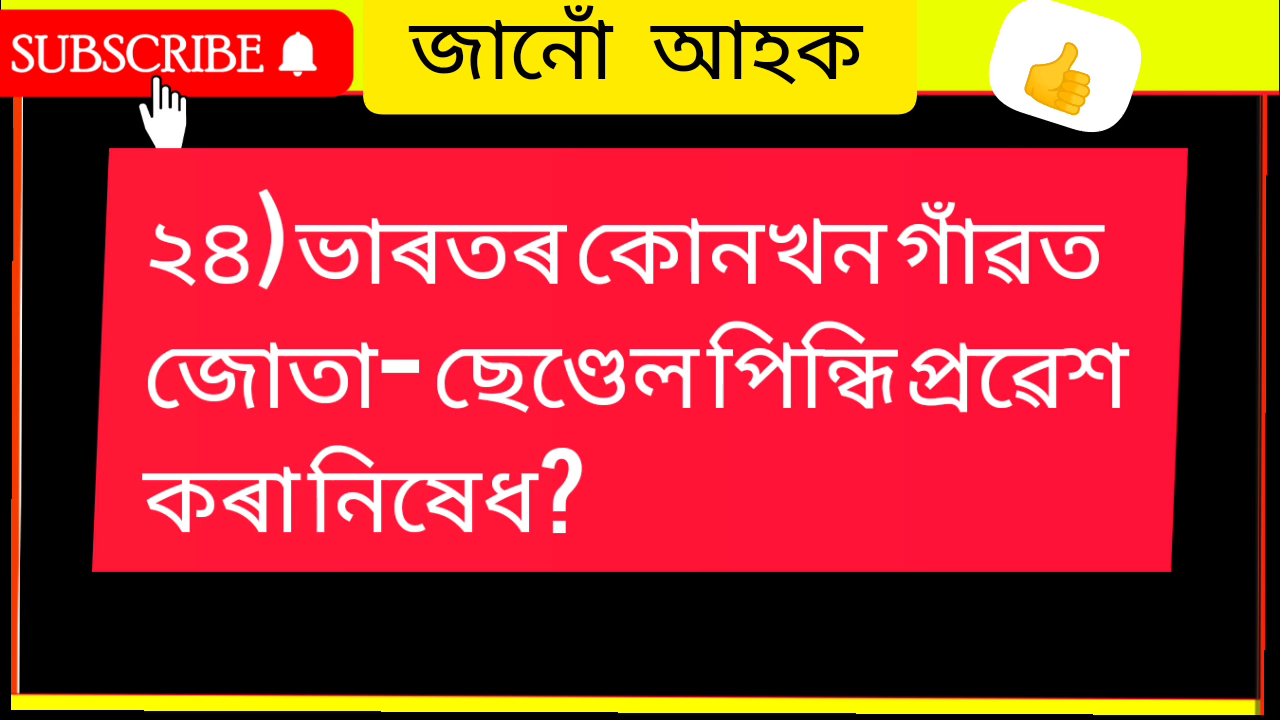 SUBSCRIBE
জানোঁ আহক
২৪) ভাৰতৰ কোনখন গাঁৱত
জোতা- ছেণ্ডেল পিন্ধি প্ৰৱেশ
কৰা নিষেধ?